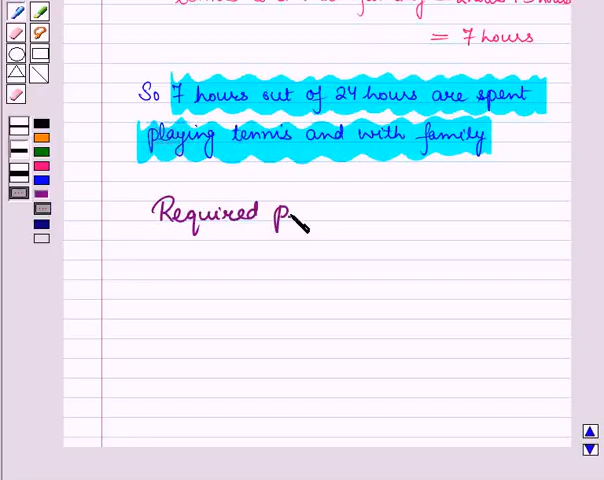 = 7 hours
So 7 hours out of 24 hours are spent
playing tennis and with family
Required p